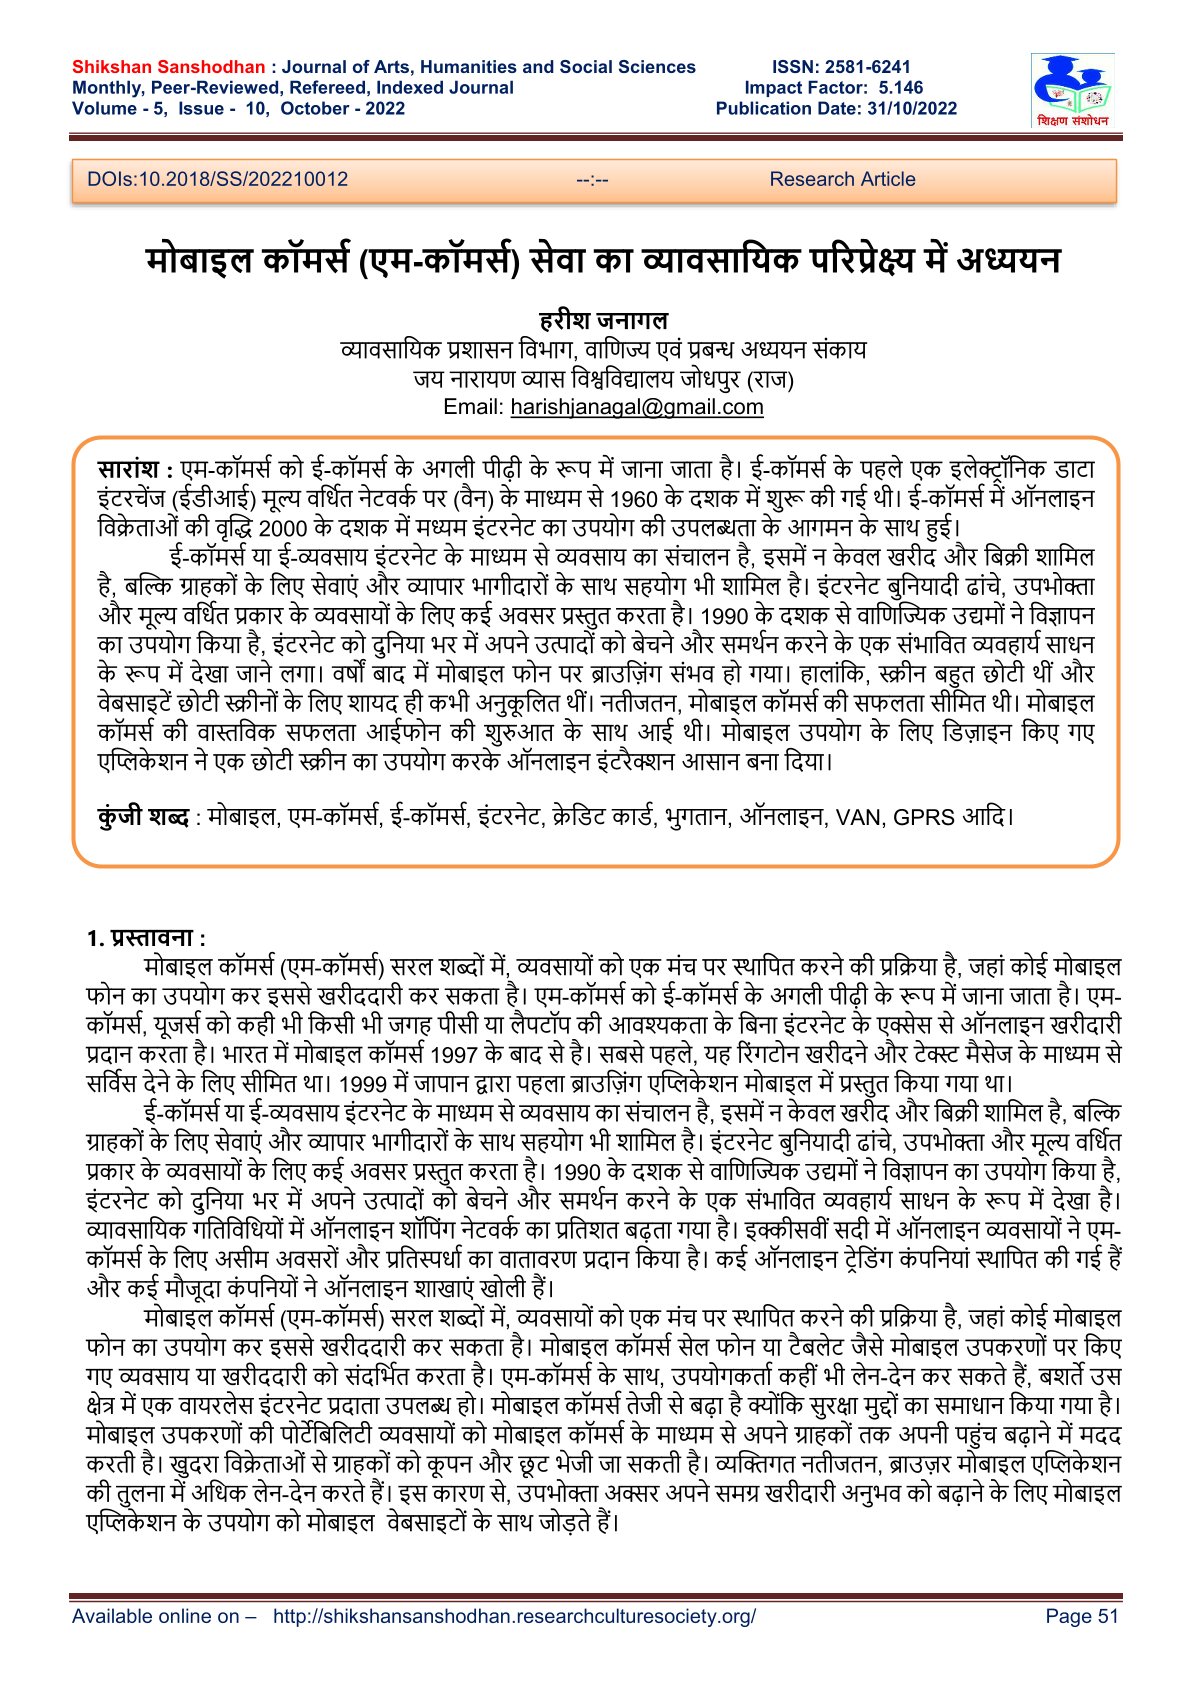 Shikshan Sanshodhan : Journal of Arts, Humanities and Social Sciences ISSN: 2581-6241
Monthly, Peer-Reviewed, Refereed, Indexed Journal Impact Factor: 5.146
Volume - 5, Issue - 10, October - 2022 Publication Date: 31/10/2022
शिक्षण संशोधन
DOIs:10.2018/SS/202210012 --:-- Research Article
मोबाइल कॉमर्स (एम-कॉमर्स) सेवा का व्यावसायिक परिप्रेक्ष्य में अध्ययन
हरीश जनागल
व्यावसायिक प्रशासन विभाग, वाणिज्य एवं प्रबन्ध अध्ययन संकाय
जय नारायण व्यास विश्वविद्यालय जोधपुर (राज)
Email: harishjanagal@gmail.com
सारांश : एम-कॉमर्स को ई-कॉमर्स के अगली पीढ़ी के रूप में जाना जाता है। ई-कॉमर्स के पहले एक इलेक्ट्रॉनिक डाटा
इंटरचेंज (ईडीआई) मूल्य वर्धित नेटवर्क पर (वैन) के माध्यम से 1960 के दशक में शुरू की गई थी। ई-कॉमर्स में ऑनलाइन
विक्रेताओं की वृद्धि 2000 के दशक में मध्यम इंटरनेट का उपयोग की उपलब्धता के आगमन के साथ हुई।
ई-कॉमर्स या ई-व्यवसाय इंटरनेट के माध्यम से व्यवसाय का संचालन है, इसमें न केवल खरीद और बिक्री शामिल
है, बल्कि ग्राहकों के लिए सेवाएं और व्यापार भागीदारों के साथ सहयोग भी शामिल है। इंटरनेट बुनियादी ढांचे, उपभोक्ता
और मूल्य वर्धित प्रकार के व्यवसायों के लिए कई अवसर प्रस्तुत करता है। 1990 के दशक से वाणिज्यिक उद्यमों ने विज्ञापन
का उपयोग किया है, इंटरनेट को दुनिया भर में अपने उत्पादों को बेचने और समर्थन करने के एक संभावित व्यवहार्य साधन
के रूप में देखा जाने लगा। वर्षों बाद में मोबाइल फोन पर ब्राउज़िंग संभव हो गया। हालांकि, स्क्रीन बहुत छोटी थीं और
वेबसाइटें छोटी स्क्रीनों के लिए शायद ही कभी अनुकूलित थीं। नतीजतन, मोबाइल कॉमर्स की सफलता सीमित थी। मोबाइल
कॉमर्स की वास्तविक सफलता आईफोन की शुरुआत के साथ आई थी। मोबाइल उपयोग के लिए डिज़ाइन किए गए
एप्लिकेशन ने एक छोटी स्क्रीन का उपयोग करके ऑनलाइन इंटरैक्शन आसान बना दिया।
कुंजी शब्द : मोबाइल, एम-कॉमर्स, ई-कॉमर्स, इंटरनेट, क्रेडिट कार्ड, भुगतान, ऑनलाइन, VAN, GPRS आदि।
1. प्रस्तावना :
मोबाइल कॉमर्स (एम-कॉमर्स) सरल शब्दों में, व्यवसायों को एक मंच पर स्थापित करने की प्रक्रिया है, जहां कोई मोबाइल
फोन का उपयोग कर इससे खरीददारी कर सकता है। एम-कॉमर्स को ई-कॉमर्स के अगली पीढ़ी के रूप में जाना जाता है। एम-
कॉमर्स, यूजर्स को कही भी किसी भी जगह पीसी या लैपटॉप की आवश्यकता के बिना इंटरनेट के एक्सेस से ऑनलाइन खरीदारी
प्रदान करता है। भारत में मोबाइल कॉमर्स 1997 के बाद से है। सबसे पहले, यह रिंगटोन खरीदने और टेक्स्ट मैसेज के माध्यम से
सर्विस देने के लिए सीमित था। 1999 में जापान द्वारा पहला ब्राउज़िंग एप्लिकेशन मोबाइल में प्रस्तुत किया गया था।
ई-कॉमर्स या ई-व्यवसाय इंटरनेट के माध्यम से व्यवसाय का संचालन है, इसमें न केवल खरीद और बिक्री शामिल है, बल्कि
ग्राहकों के लिए सेवाएं और व्यापार भागीदारों के साथ सहयोग भी शामिल है। इंटरनेट बुनियादी ढांचे, उपभोक्ता और मूल्य वर्धित
प्रकार के व्यवसायों के लिए कई अवसर प्रस्तुत करता है। 1990 के दशक से वाणिज्यिक उद्यमों ने विज्ञापन का उपयोग किया है,
इंटरनेट को दुनिया भर में अपने उत्पादों को बेचने और समर्थन करने के एक संभावित व्यवहार्य साधन के रूप में देखा है।
व्यावसायिक गतिविधियों में ऑनलाइन शॉपिंग नेटवर्क का प्रतिशत बढ़ता गया है। इक्कीसवीं सदी में ऑनलाइन व्यवसायों ने एम-
कॉमर्स के लिए असीम अवसरों और प्रतिस्पर्धा का वातावरण प्रदान किया है। कई ऑनलाइन ट्रेडिंग कंपनियां स्थापित की गई हैं
और कई मौजूदा कंपनियों ने ऑनलाइन शाखाएं खोली हैं।
मोबाइल कॉमर्स (एम-कॉमर्स) सरल शब्दों में, व्यवसायों को एक मंच पर स्थापित करने की प्रक्रिया है, जहां कोई मोबाइल
फोन का उपयोग कर इससे खरीददारी कर सकता है। मोबाइल कॉमर्स सेल फोन या टैबलेट जैसे मोबाइल उपकरणों पर किए
गए व्यवसाय या खरीददारी को संदर्भित करता है। एम-कॉमर्स के साथ, उपयोगकर्ता कहीं भी लेन-देन कर सकते हैं, बशर्ते उस
क्षेत्र में एक वायरलेस इंटरनेट प्रदाता उपलब्ध हो। मोबाइल कॉमर्स तेजी से बढ़ा है क्योंकि सुरक्षा मुद्दों का समाधान किया गया है।
मोबाइल उपकरणों की पोर्टेबिलिटी व्यवसायों को मोबाइल कॉमर्स के माध्यम से अपने ग्राहकों तक अपनी पहुंच बढ़ाने में मदद
करती है। खुदरा विक्रेताओं से ग्राहकों को कूपन और छूट भेजी जा सकती है। व्यक्तिगत नतीजतन, ब्राउज़र मोबाइल एप्लिकेशन
की तुलना में अधिक लेन-देन करते हैं। इस कारण से, उपभोक्ता अक्सर अपने समग्र खरीदारी अनुभव को बढ़ाने के लिए मोबाइल
एप्लिकेशन के उपयोग को मोबाइल वेबसाइटों के साथ जोड़ते हैं।
Available online on – http://shikshansanshodhan.researchculturesociety.org/ Page 51